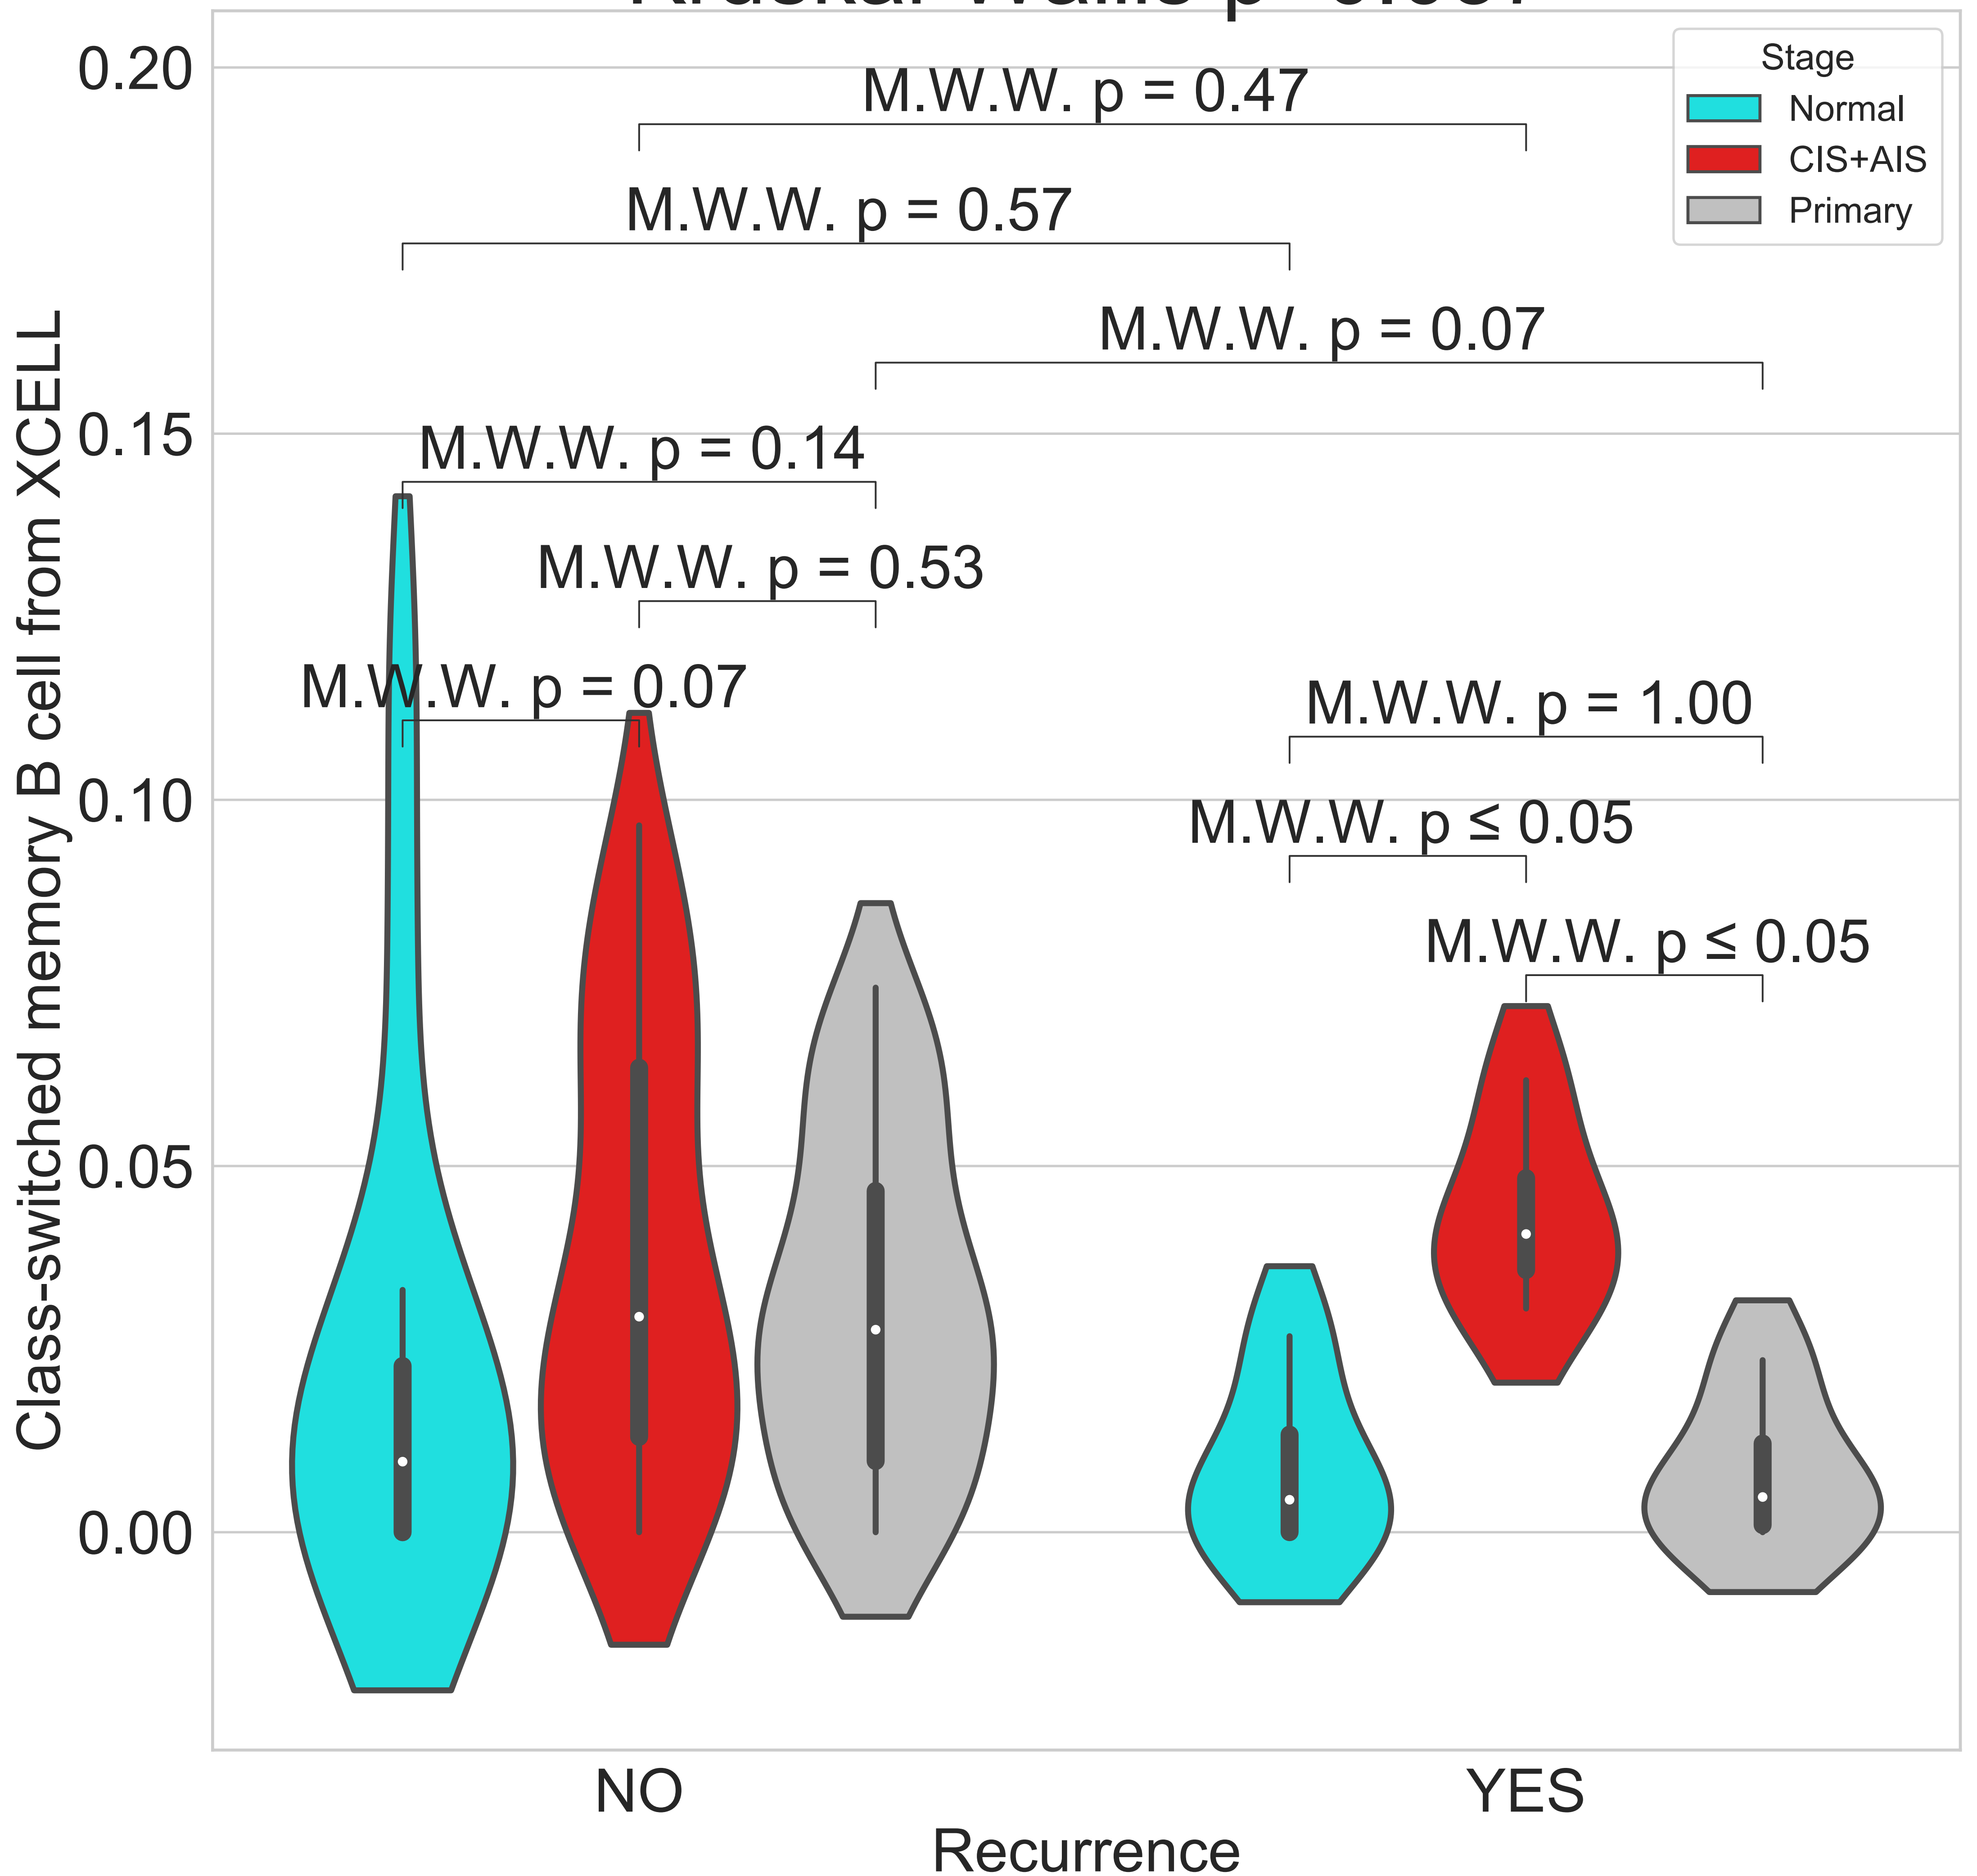 Stage
Normal
CIS+AIS
Primary
M.W.W. p = 0.47
M.W.W. p = 0.57
M.W.W. p = 0.07
M.W.W. p = 0.14
M.W.W. p = 0.53
M.W.W. p = 0.07
M.W.W. p = 1.00
M.W.W. p ≤ 0.05
M.W.W. p ≤ 0.05
Class-switched memory B cell from XCELL
0.20
0.15
0.10
0.05
0.00
NO
YES
Recurrence